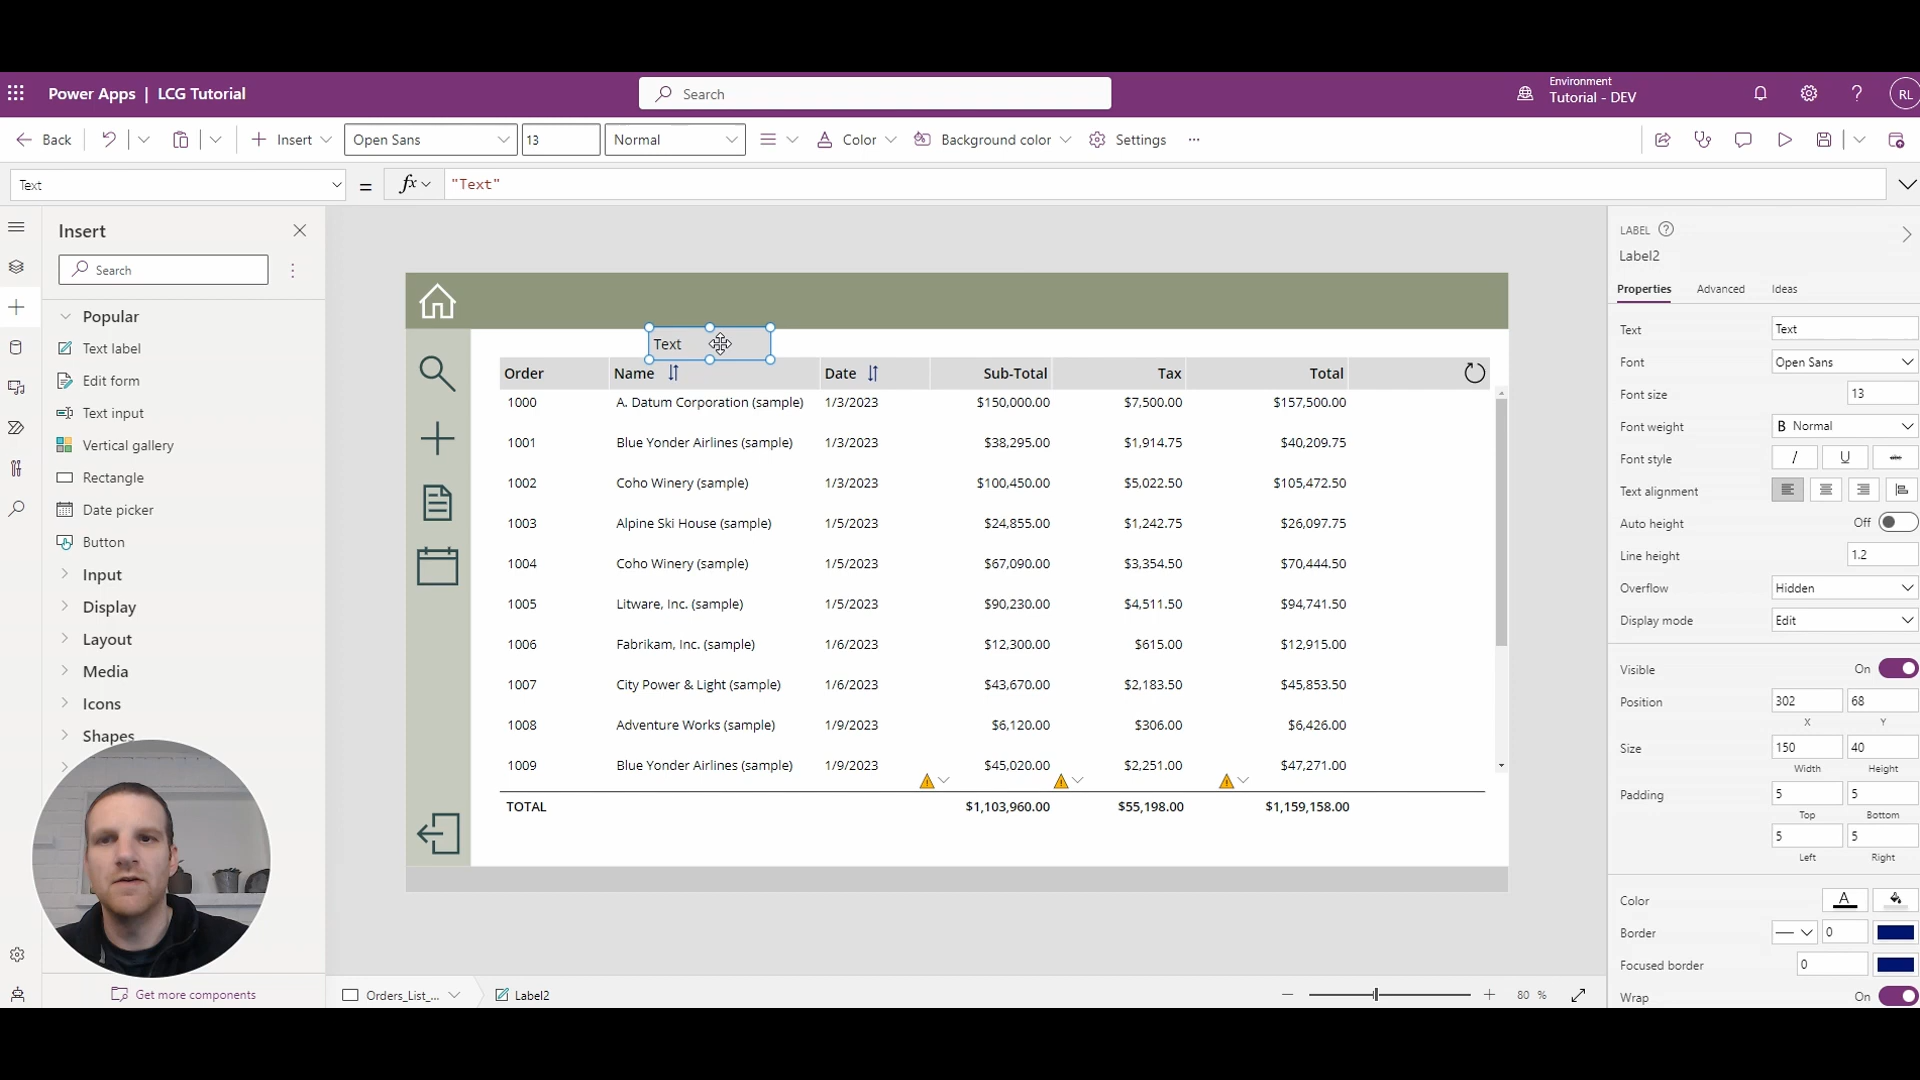 Power Apps | LCG Tutorial
Search
Environment
Tutorial - DEV
RL
Back
Insert
Open Sans
13
Normal
Color
Background color
Settings
Text
=
fx
"Text"
Insert
Search
Popular
Text label
Edit form
Text input
Vertical gallery
Rectangle
Date picker
Button
Input
Display
Layout
Media
Icons
Shapes
Get more components
Text
Order Name Date Sub-Total Tax Total
1000 A. Datum Corporation (sample) 1/3/2023 $150,000.00 $7,500.00 $157,500.00
1001 Blue Yonder Airlines (sample) 1/3/2023 $38,295.00 $1,914.75 $40,209.75
1002 Coho Winery (sample) 1/3/2023 $100,450.00 $5,022.50 $105,472.50
1003 Alpine Ski House (sample) 1/5/2023 $24,855.00 $1,242.75 $26,097.75
1004 Coho Winery (sample) 1/5/2023 $67,090.00 $3,354.50 $70,444.50
1005 Litware, Inc. (sample) 1/5/2023 $90,230.00 $4,511.50 $94,741.50
1006 Fabrikam, Inc. (sample) 1/6/2023 $12,300.00 $615.00 $12,915.00
1007 City Power & Light (sample) 1/6/2023 $43,670.00 $2,183.50 $45,853.50
1008 Adventure Works (sample) 1/9/2023 $6,120.00 $306.00 $6,426.00
1009 Blue Yonder Airlines (sample) 1/9/2023 $45,020.00 $2,251.00 $47,271.00
TOTAL $1,103,960.00 $55,198.00 $1,159,158.00
Orders_List_...
Label2
80 %
LABEL
Label2
Properties Advanced Ideas
Text Text
Font Open Sans
Font size 13
Font weight B Normal
Font style / U abc
Text alignment
Auto height Off
Line height 1.2
Overflow Hidden
Display mode Edit
Visible On
Position 302 68
X Y
Size 150 40
Width Height
Padding 5 5
Top Bottom
5 5
Left Right
Color A
Border 0
Focused border 0
Wrap On